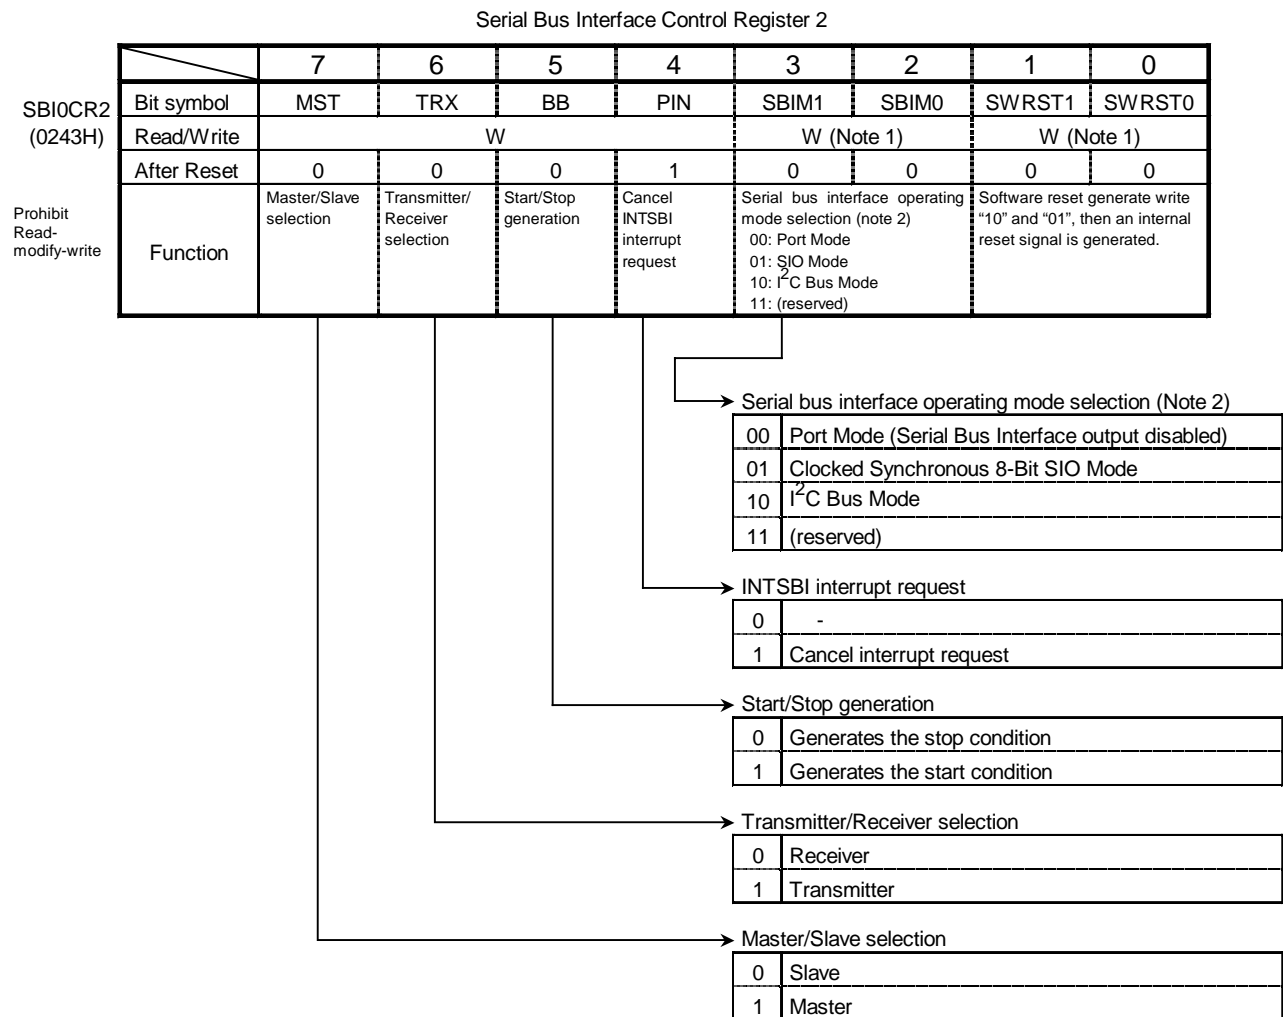 Serial Bus Interface Control Register 2
7 6 5 4 3 2 1 0
SBI0CR2
(0243H)
Bit symbol MST TRX BB PIN SBIM1 SBIM0 SWRST1 SWRST0
Read/Write W W (Note 1) W (Note 1)
After Reset 0 0 0 1 0 0 0 0
Prohibit
Read-
modify-write
Function
Master/Slave
selection
Transmitter/
Receiver
selection
Start/Stop
generation
Cancel
INTSBI
interrupt
request
Serial bus interface operating
mode selection (note 2)
00: Port Mode
01: SIO Mode
10: I2C Bus Mode
11: (reserved)
Software reset generate write
“10” and “01”, then an internal
reset signal is generated.
Serial bus interface operating mode selection (Note 2)
00 Port Mode (Serial Bus Interface output disabled)
01 Clocked Synchronous 8-Bit SIO Mode
10 I2C Bus Mode
11 (reserved)
INTSBI interrupt request
0 -
1 Cancel interrupt request
Start/Stop generation
0 Generates the stop condition
1 Generates the start condition
Transmitter/Receiver selection
0 Receiver
1 Transmitter
Master/Slave selection
0 Slave
1 Master